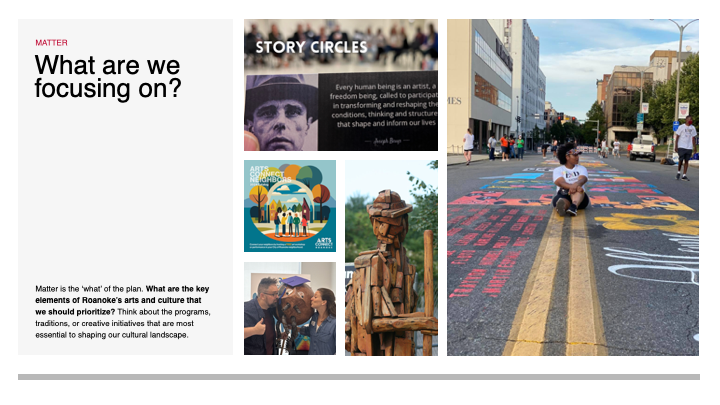 MATTER
What are we
focusing on?
Matter is the 'what' of the plan. What are the key
elements of Roanoke's arts and culture that
we should prioritize? Think about the programs,
traditions, or creative initiatives that are most
essential to shaping our cultural landscape.
STORY CIRCLES
Every human being is an artist, a
freedom being, called to participat
in transforming and reshaping the
conditions, thinking and structure
that shape and inform our lives
Joseph Beuys
ARTS
CONNECT
NEIGHBORS
ARTS
CONNECT
MES